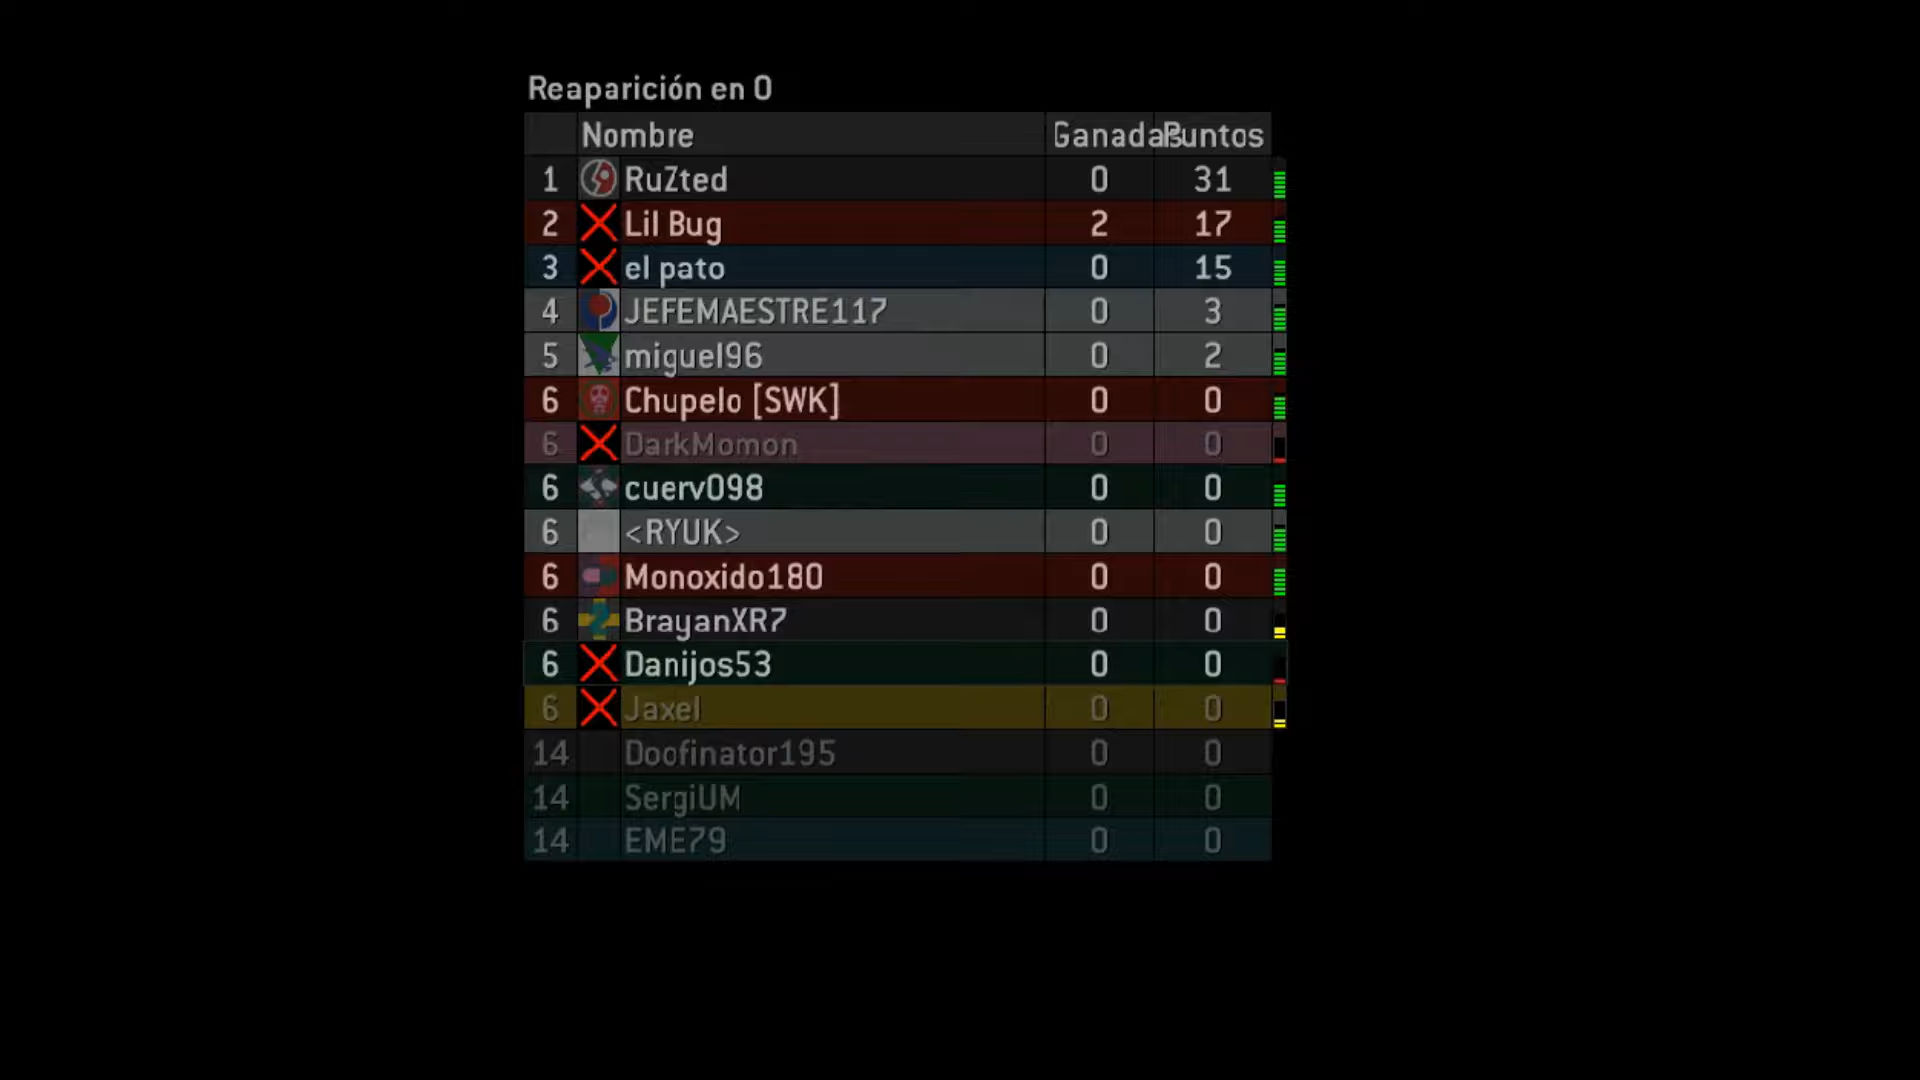 Reaparición en 0
Nombre Ganadas Puntos
1 RuZted 0 31
2 Lil Bug 2 17
3 el pato 0 15
4 JEFEMAESTRE117 0 3
5 miguel96 0 2
6 Chupelo [SWK] 0 0
6 DarkMomon 0 0
6 cuerv098 0 0
6 <RYUK> 0 0
6 Monoxido180 0 0
6 BrayanXR7 0 0
6 Danijos53 0 0
6 Jaxel 0 0
14 Doofinator195 0 0
14 SergiUM 0 0
14 EME79 0 0